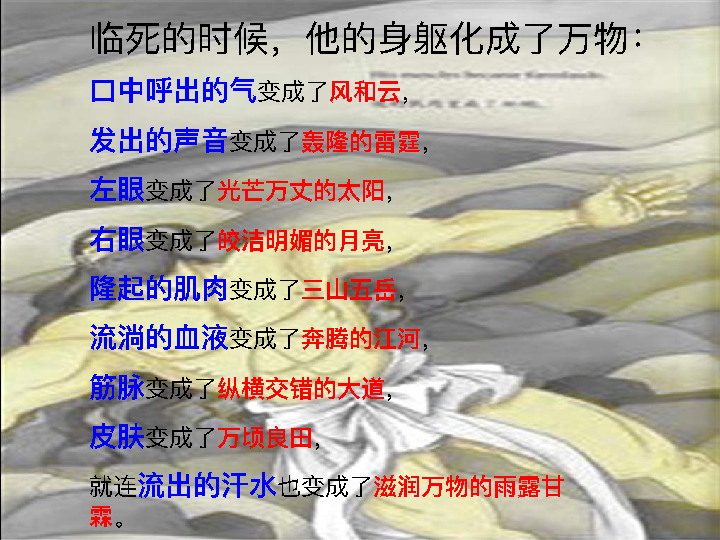 临死的时候，他的身躯化成了万物：
口中呼出的气变成了风和云，
发出的声音变成了轰隆的雷霆，
左眼变成了光芒万丈的太阳，
右眼变成了皎洁明媚的月亮，
隆起的肌肉变成了三山五岳，
流淌的血液变成了奔腾的江河，
筋脉变成了纵横交错的大道，
皮肤变成了万顷良田，
就连流出的汗水也变成了滋润万物的雨露甘
霖。